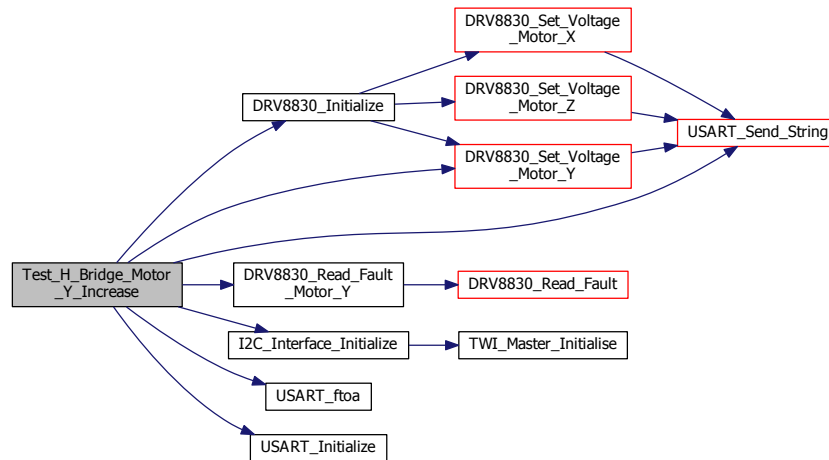 DRV8830_Set_Voltage
_Motor_X
DRV8830_Initialize
DRV8830_Set_Voltage
_Motor_Z
USART_Send_String
DRV8830_Set_Voltage
_Motor_Y
Test_H_Bridge_Motor
_Y_Increase
DRV8830_Read_Fault
_Motor_Y
DRV8830_Read_Fault
I2C_Interface_Initialize
TWI_Master_Initialise
USART_ftoa
USART_Initialize